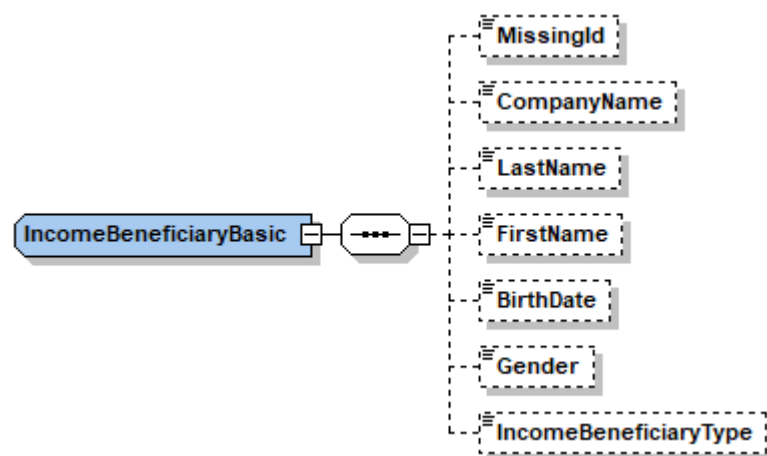 MissingId
CompanyName
LastName
IncomeBeneficiaryBasic
FirstName
BirthDate
Gender
IncomeBeneficiaryType